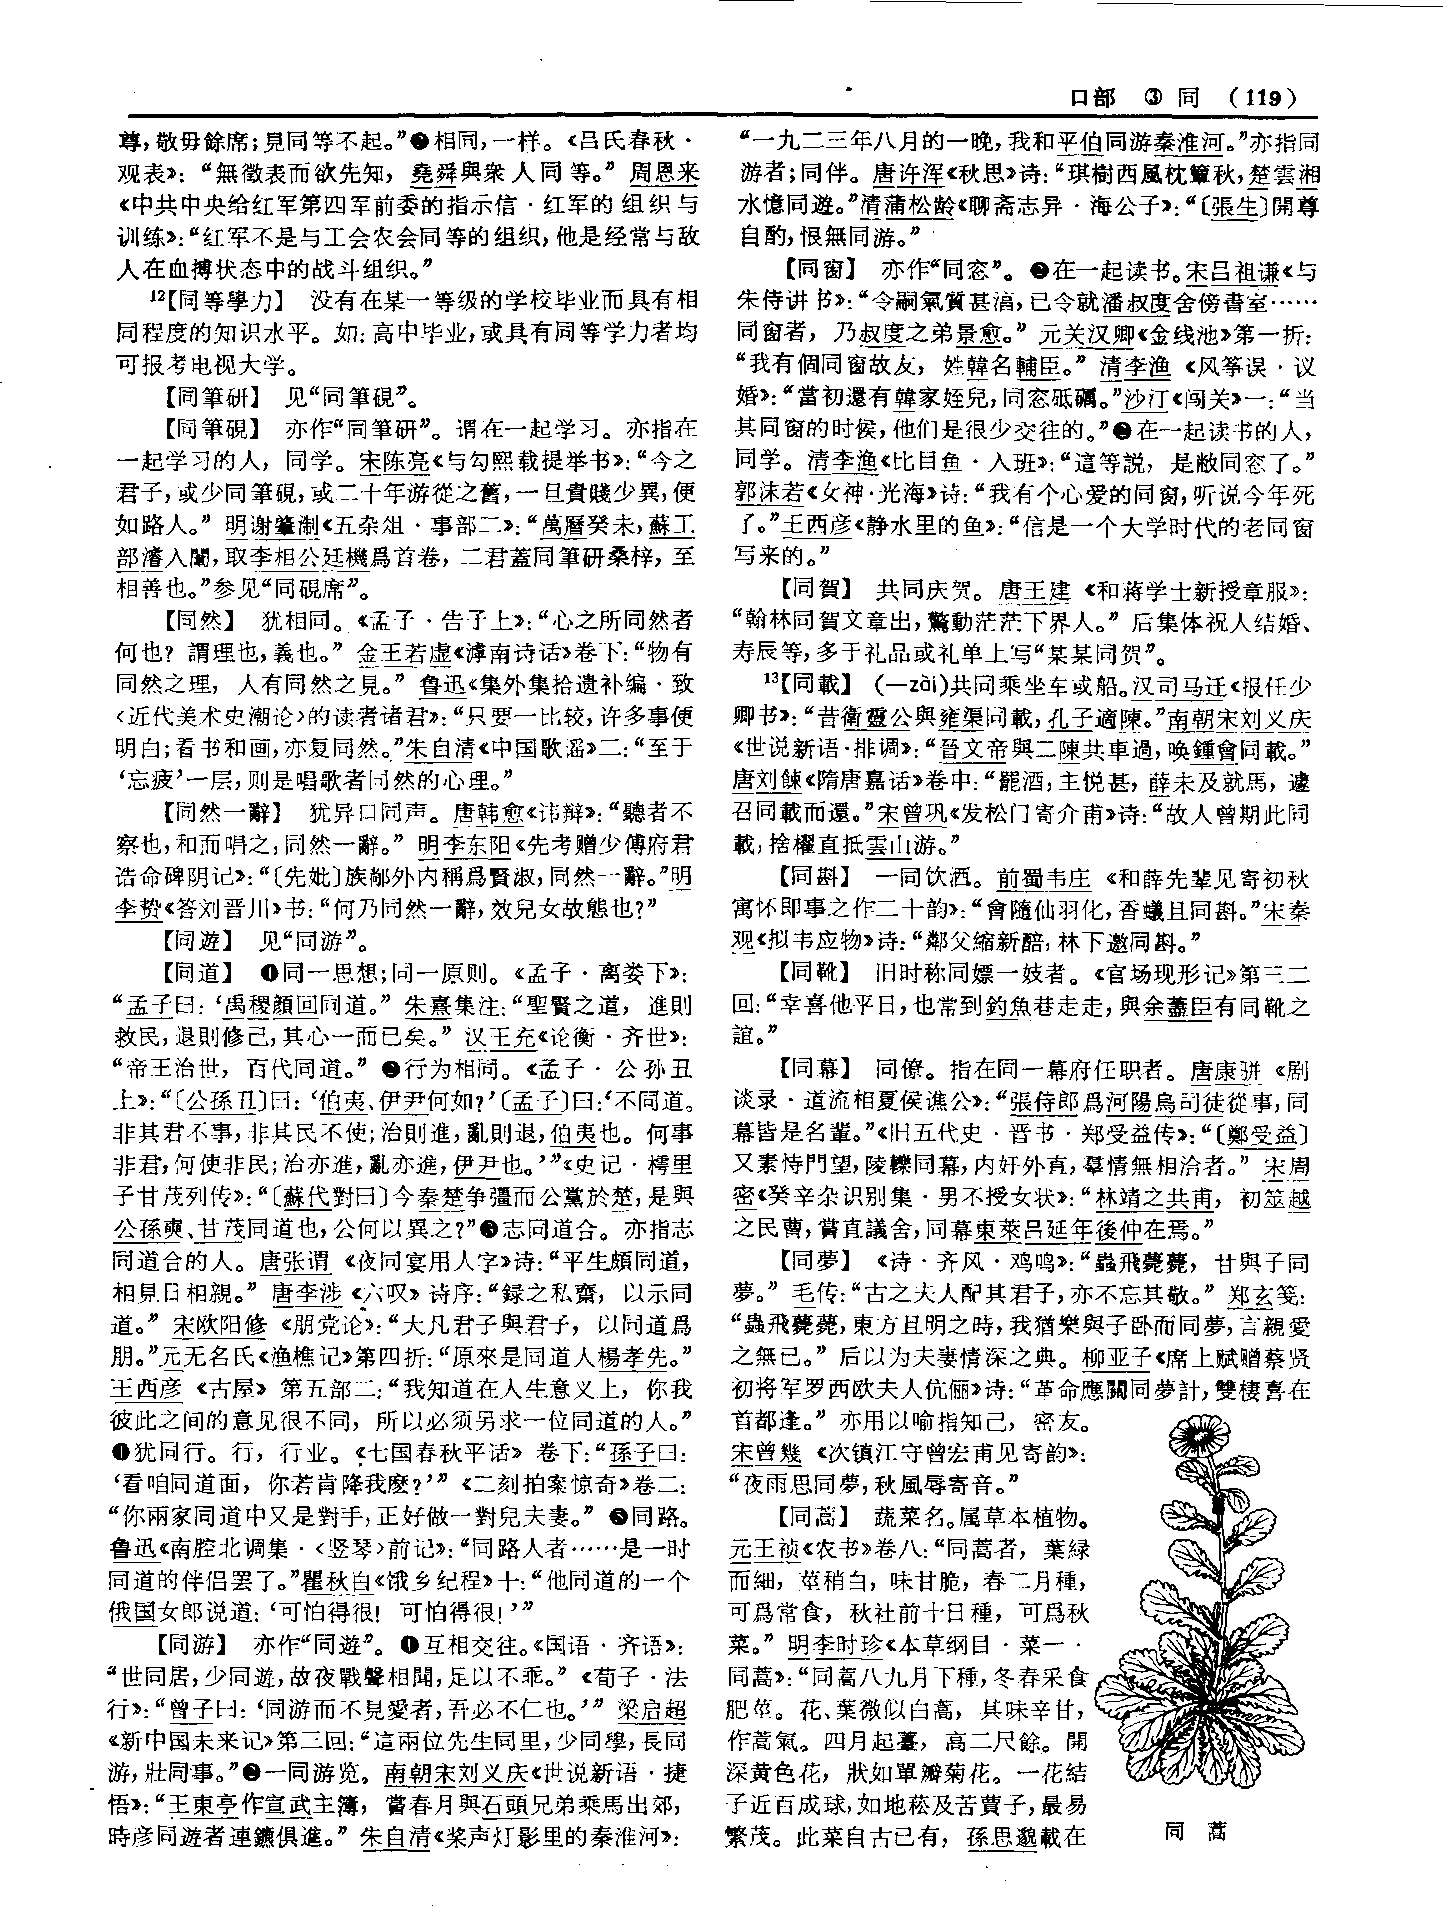 口部 ③ 同 (119)
尊，敬毋餘席；見同等不起。”❷相同，一样。《吕氏春秋·
观表》：“無徵表而欲先知，堯舜與衆人同等。”周恩来
《中共中央给红军第四军前委的指示信·红军的组织与
训练》：“红军不是与工会农会同等的组织，他是经常与敌
人在血搏状态中的战斗组织。”
12【同等學力】 没有在某一等级的学校毕业而具有相
同程度的知识水平。如：高中毕业，或具有同等学力者均
可报考电视大学。
【同筆研】 见“同筆硯”。
【同筆硯】 亦作“同筆研”。谓在一起学习。亦指在
一起学习的人，同学。宋陈亮《与勾熙载提举书》：“今之
君子，或少同筆硯，或二十年游從之舊，一旦貴賤少異，便
如路人。”明谢肇淛《五杂俎·事部二》：“萬曆癸未，蘇工
部濬入闈，取李相公廷機爲首卷，二君蓋同筆研桑梓，至
相善也。”参见“同硯席”。
【同然】 犹相同。《孟子·告子上》：“心之所同然者
何也？謂理也，義也。”金王若虚《滹南诗话》卷下：“物有
同然之理，人有同然之見。”鲁迅《集外集拾遗补编·致
〈近代美术史潮论〉的读者诸君》：“只要一比较，许多事便
明白；看书和画，亦复同然。”朱自清《中国歌谣》二：“至于
‘忘疲’一层，则是唱歌者同然的心理。”
【同然一辭】 犹异口同声。唐韩愈《讳辩》：“聽者不
察也，和而唱之，同然一辭。”明李东阳《先考赠少傅府君
诰命碑阴记》：“〔先妣〕族鄰外内稱爲賢淑，同然一辭。”明
李贽《答刘晋川》书：“何乃同然一辭，效兒女故態也？”
【同遊】 见“同游”。
【同道】 ❶同一思想；同一原则。《孟子·离娄下》：
“孟子曰：‘禹稷顏回同道。”朱熹集注：“聖賢之道，進則
救民，退則修己，其心一而已矣。”汉王充《论衡·齐世》：
“帝王治世，百代同道。”❷行为相同。《孟子·公孙丑
上》：“〔公孫丑〕曰：‘伯夷、伊尹何如？’〔孟子〕曰：‘不同道。
非其君不事，非其民不使；治則進，亂則退，伯夷也。何事
非君，何使非民；治亦進，亂亦進，伊尹也。’”《史记·樗里
子甘茂列传》：“〔蘇代對曰〕今秦楚争彊而公黨於楚，是與
公孫奭、甘茂同道也，公何以異之？”❸志同道合。亦指志
同道合的人。唐张谓《夜同宴用人字》诗：“平生頗同道，
相見日相親。”唐李涉《六叹》诗序：“録之私齋，以示同
道。”宋欧阳修《朋党论》：“大凡君子與君子，以同道爲
朋。”元无名氏《渔樵记》第四折：“原來是同道人楊孝先。”
王西彦《古屋》第五部二：“我知道在人生意义上，你我
彼此之间的意见很不同，所以必须另求一位同道的人。”
❹犹同行。行，行业。《七国春秋平话》卷下：“孫子曰：
‘看咱同道面，你若肯降我麽？’”《二刻拍案惊奇》卷二：
“你兩家同道中又是對手，正好做一對兒夫妻。”❺同路。
鲁迅《南腔北调集·〈竖琴〉前记》：“同路人者……是一时
同道的伴侣罢了。”瞿秋白《饿乡纪程》十：“他同道的一个
俄国女郎说道：‘可怕得很！可怕得很！’”
【同游】 亦作“同遊”。❶互相交往。《国语·齐语》：
“世同居，少同遊，故夜戰聲相聞，足以不乖。”《荀子·法
行》：“曾子曰：‘同游而不見愛者，吾必不仁也。’”梁启超
《新中国未来记》第三回：“這兩位先生同里，少同學，長同
游，壯同事。”❷一同游览。南朝宋刘义庆《世说新语·捷
悟》：“王東亭作宣武主簿，嘗春月與石頭兄弟乘馬出郊，
時彦同遊者連鑣俱進。”朱自清《桨声灯影里的秦淮河》：
“一九二三年八月的一晚，我和平伯同游秦淮河。”亦指同
游者；同伴。唐许浑《秋思》诗：“琪樹西風枕簟秋，楚雲湘
水憶同遊。”清蒲松龄《聊斋志异·海公子》：“〔張生〕開尊
自酌，恨無同游。”
【同窗】 亦作“同窓”。❶在一起读书。宋吕祖谦《与
朱侍讲书》：“令嗣氣質甚渻，已令就潘叔度舍傍書室……
同窗者，乃叔度之弟景愈。”元关汉卿《金线池》第一折：
“我有個同窗故友，姓韓名輔臣。”清李渔《风筝误·议
婚》：“當初還有韓家姪兒，同窓砥礪。”沙汀《闯关》一：“当
其同窗的时候，他们是很少交往的。”❷在一起读书的人，
同学。清李渔《比目鱼·入班》：“這等説，是敝同窓了。”
郭沫若《女神·光海》诗：“我有个心爱的同窗，听说今年死
了。”王西彦《静水里的鱼》：“信是一个大学时代的老同窗
写来的。”
【同賀】 共同庆贺。唐王建《和蒋学士新授章服》：
“翰林同賀文章出，驚動茫茫下界人。”后集体祝人结婚、
寿辰等，多于礼品或礼单上写“某某同贺”。
13【同載】 (—zài)共同乘坐车或船。汉司马迁《报任少
卿书》：“昔衛靈公與雍渠同載，孔子適陳。”南朝宋刘义庆
《世说新语·排调》：“晉文帝與二陳共車過，唤鍾會同載。”
唐刘餗《隋唐嘉话》卷中：“罷酒，主悦甚，薛未及就馬，遽
召同載而還。”宋曾巩《发松门寄介甫》诗：“故人曾期此同
載，捨櫂直抵雲山游。”
【同斟】 一同饮酒。前蜀韦庄《和薛先辈见寄初秋
寓怀即事之作二十韵》：“會隨仙羽化，香蟻且同斟。”宋秦
观《拟韦应物》诗：“鄰父縮新醅，林下邀同斟。”
【同靴】 旧时称同嫖一妓者。《官场现形记》第三二
回：“幸喜他平日，也常到釣魚巷走走，與余藎臣有同靴之
誼。”
【同幕】 同僚。指在同一幕府任职者。唐康骈《剧
谈录·道流相夏侯谯公》：“張侍郎爲河陽烏司徒從事，同
幕皆是名輩。”《旧五代史·晋书·郑受益传》：“〔鄭受益〕
又素恃門望，陵轢同幕，内奸外直，羣情無相洽者。”宋周
密《癸辛杂识别集·男不授女状》：“林靖之共甫，初筮越
之民曹，嘗直議舍，同幕東萊吕延年後仲在焉。”
【同夢】 《诗·齐风·鸡鸣》：“蟲飛薨薨，甘與子同
夢。”毛传：“古之夫人配其君子，亦不忘其敬。”郑玄笺：
“蟲飛薨薨，東方且明之時，我猶樂與子卧而同夢，言親愛
之無已。”后以为夫妻情深之典。柳亚子《席上赋赠蔡贤
初将军罗西欧夫人伉俪》诗：“革命應關同夢計，雙棲喜在
首都逢。”亦用以喻指知己，密友。
宋曾幾《次镇江守曾宏甫见寄韵》：
“夜雨思同夢，秋風辱寄音。”
【同蒿】 蔬菜名。属草本植物。
元王祯《农书》卷八：“同蒿者，葉緑
而細，莖稍白，味甘脆，春二月種，
可爲常食，秋社前十日種，可爲秋
菜。”明李时珍《本草纲目·菜一·
同蒿》：“同蒿八九月下種，冬春采食
肥莖。花、葉微似白蒿，其味辛甘，
作蒿氣。四月起薹，高二尺餘。開
深黄色花，狀如單瓣菊花。一花結
子近百成球，如地菘及苦蕒子，最易
繁茂。此菜自古已有，孫思邈載在
同 蒿